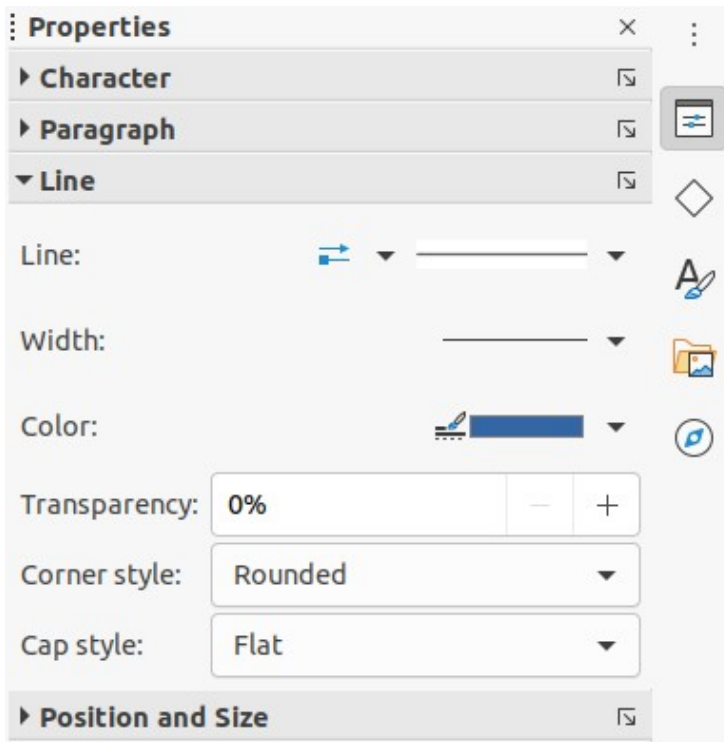 Properties
Character
Paragraph
Line
Line:
Width:
Color:
Transparency: 0%
Corner style: Rounded
Cap style: Flat
Position and Size